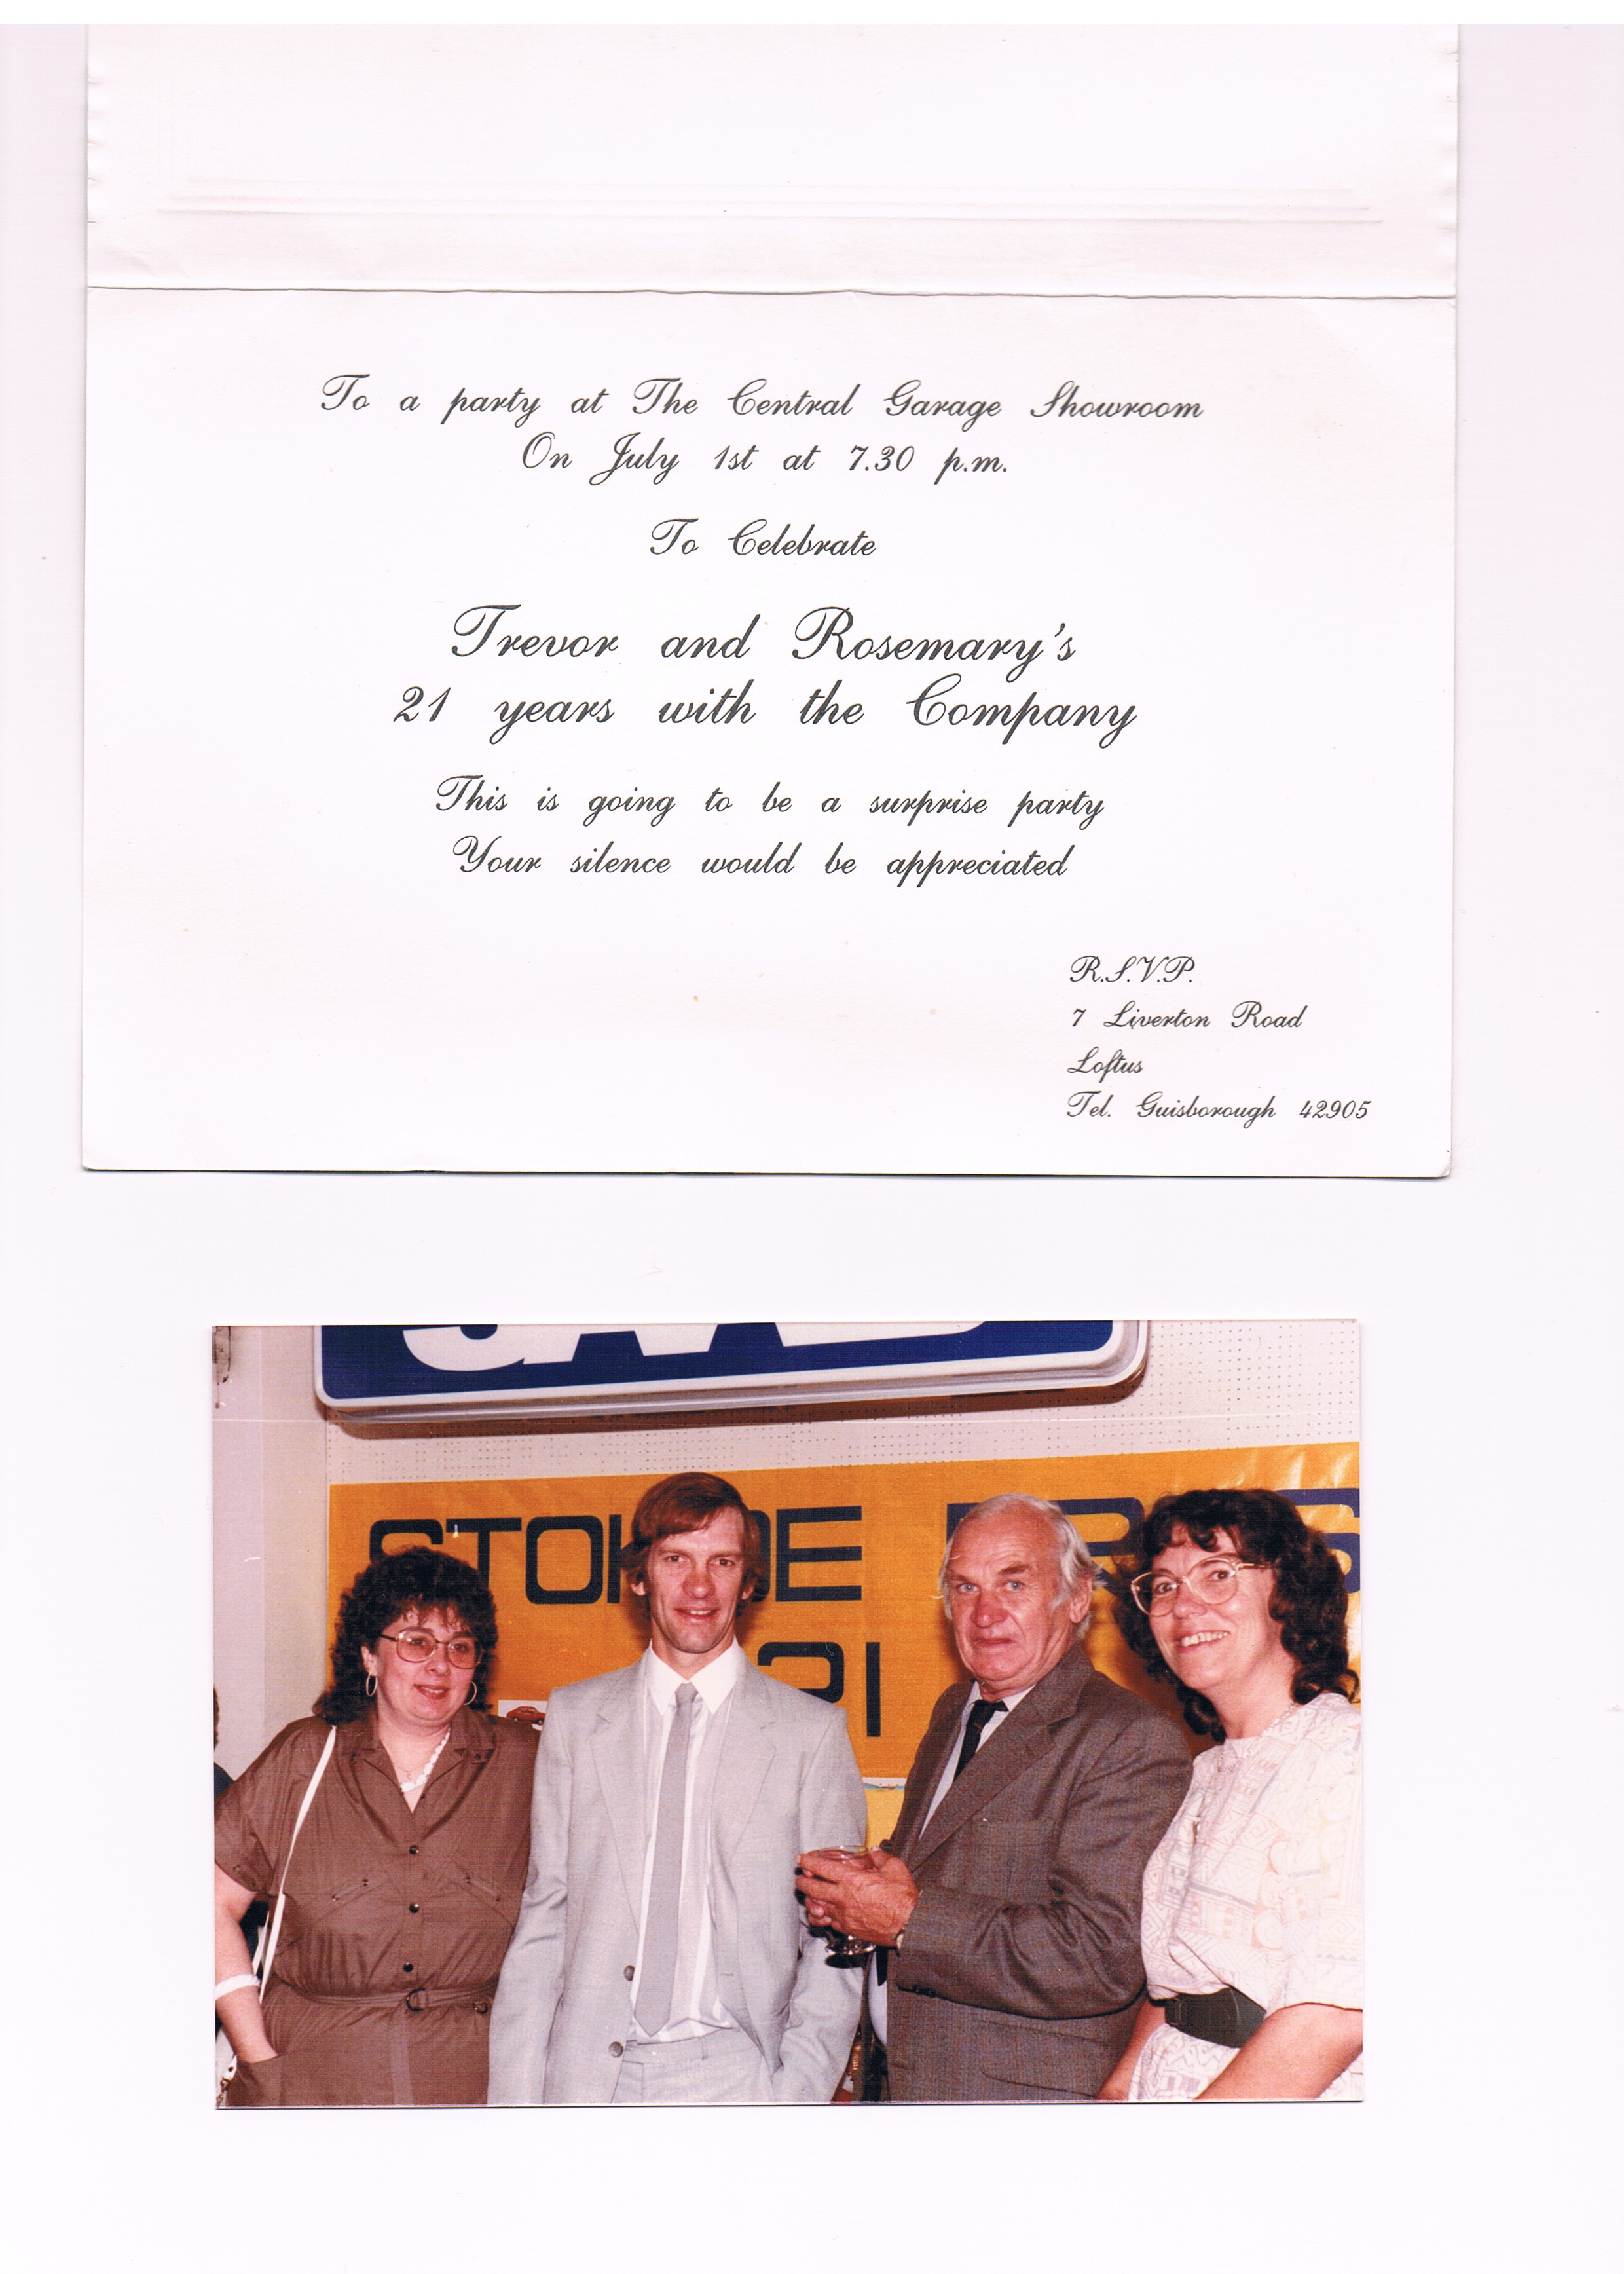 To a party at The Central Garage Showroom
On July 1st at 7.30 p.m.
To Celebrate
Trevor and Rosemary's
21 years with the Company
This is going to be a surprise party
Your silence would be appreciated
R.S.V.P.
7 Liverton Road
Loftus
Tel. Guisborough 42905
21